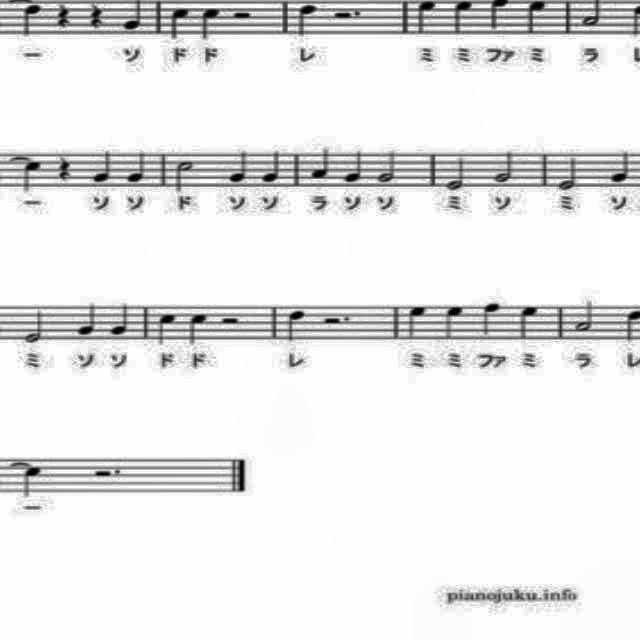 ー ソ ド ド レ ミ ミ ファ ミ ラ
ー ソ ソ ド ソ ソ ラ ソ ソ ミ ソ ミ ソ
ミ ソ ソ ド ド レ ミ ミ ファ ミ ラ レ
ー
pianojuku.info